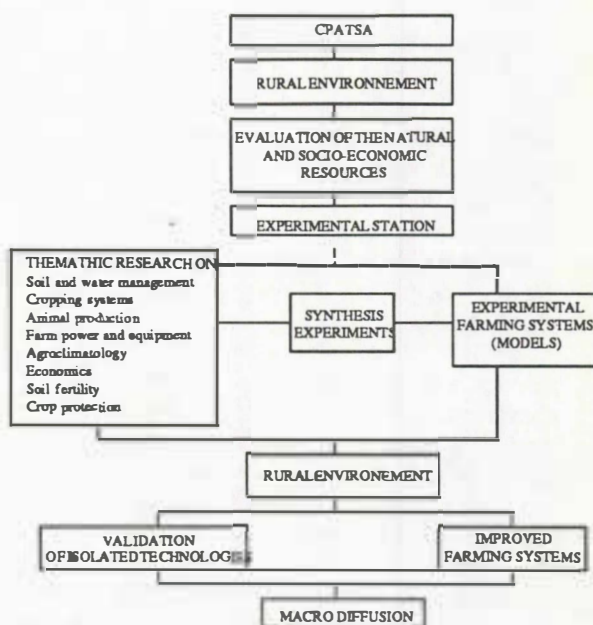 CPATSA
RURAL ENVIRONNEMENT
EVALUATION OF THE NATURAL
AND SOCIO-ECONOMIC
RESOURCES
EXPERIMENTAL STATION
THEMATHIC RESEARCH ON
Soil and water management
Cropping systems
Animal production
Farm power and equipment
Agroclimatology
Economics
Soil fertility
Crop protection
SYNTHESIS
EXPERIMENTS
EXPERIMENTAL
FARMING SYSTEMS
(MODELS)
RURAL ENVIRONEMENT
VALIDATION
OF ISOLATED TECHNOLOGIES
IMPROVED
FARMING SYSTEMS
MACRO DIFFUSION